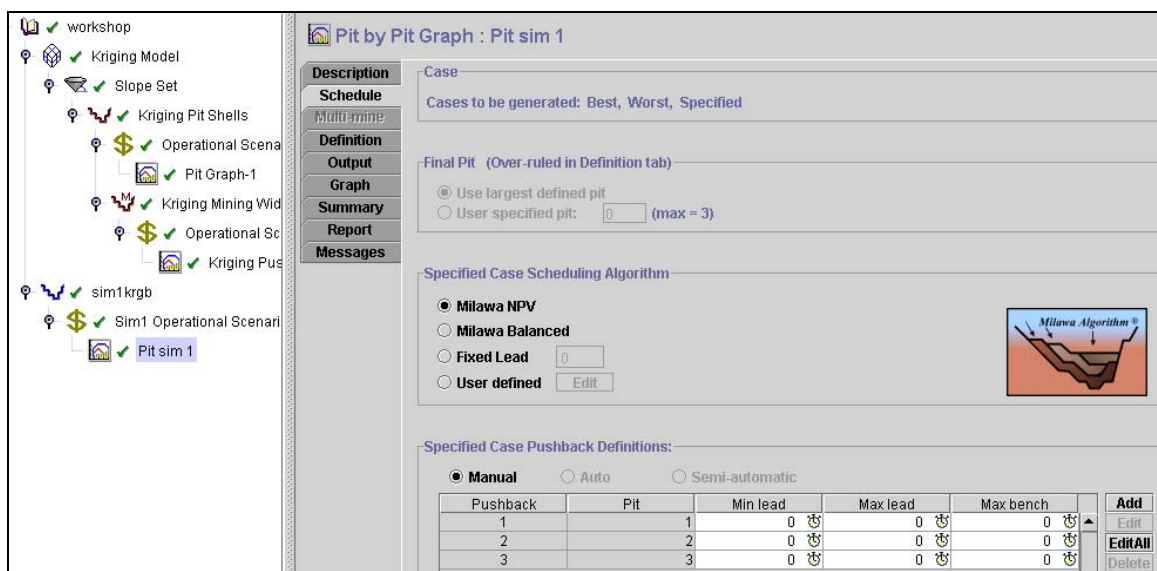 workshop
Kriging Model
Slope Set
Kriging Pit Shells
Operational Scena
Pit Graph-1
Kriging Mining Wid
Operational Sc
Kriging Pus
sim1krgb
Sim1 Operational Scenari
Pit sim 1
Pit by Pit Graph : Pit sim 1
Description
Schedule
Multi-mine
Definition
Output
Graph
Summary
Report
Messages
Case
Cases to be generated: Best, Worst, Specified
Final Pit (Over-ruled in Definition tab)
Use largest defined pit
User specified pit: 0 (max = 3)
Specified Case Scheduling Algorithm
Milawa NPV
Milawa Balanced
Fixed Lead 0
User defined Edit
Milawa Algorithm ®
Specified Case Pushback Definitions:
Manual Auto Semi-automatic
Pushback Pit Min lead Max lead Max bench Add
1 1 0 0 0 Edit
2 2 0 0 0 EditAll
3 3 0 0 0 Delete